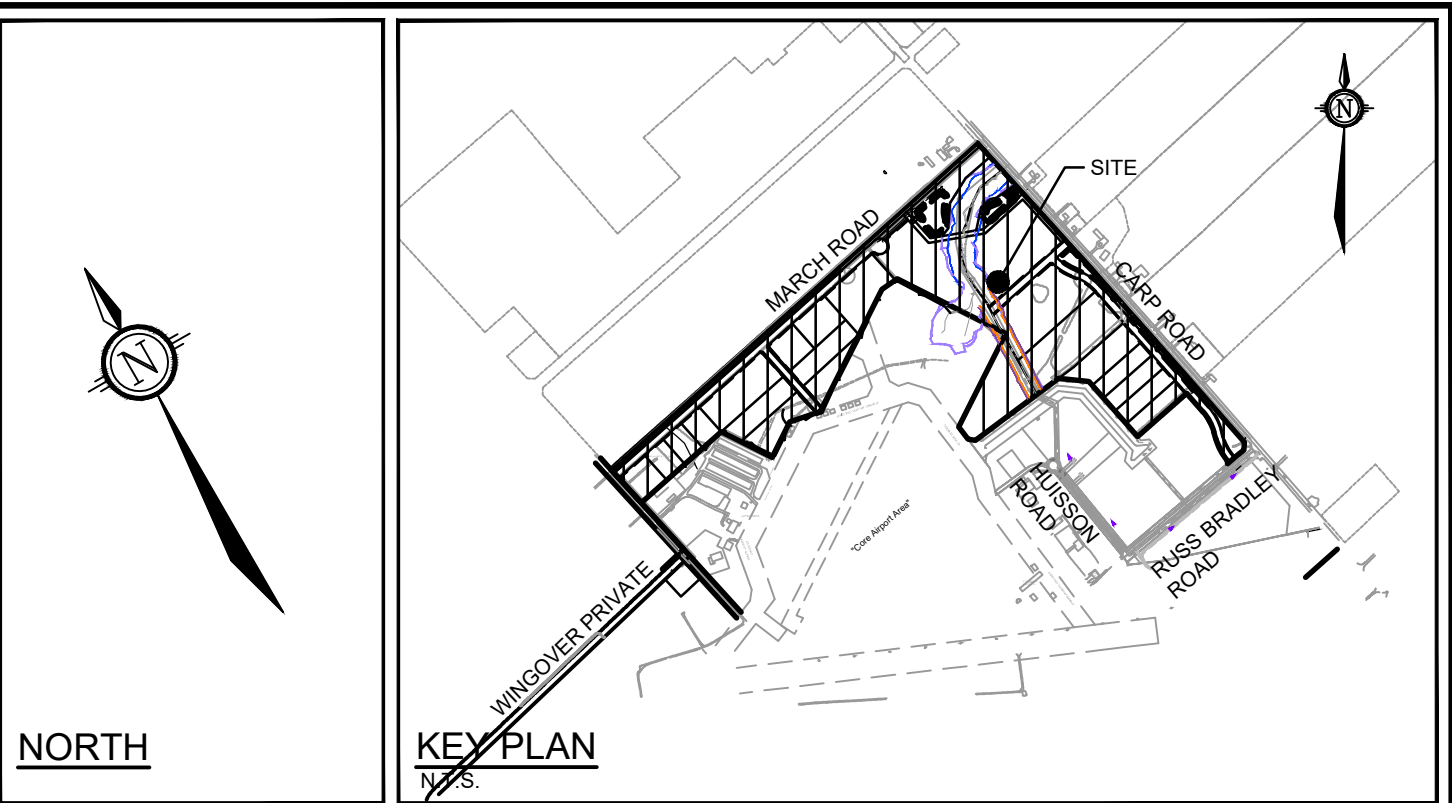 N
NORTH
N
SITE
MARCH ROAD
CARP ROAD
"Core Airport Area"
HUISSON
ROAD
RUSS BRADLEY
ROAD
WINGOVER PRIVATE
KEY PLAN
N.T.S.